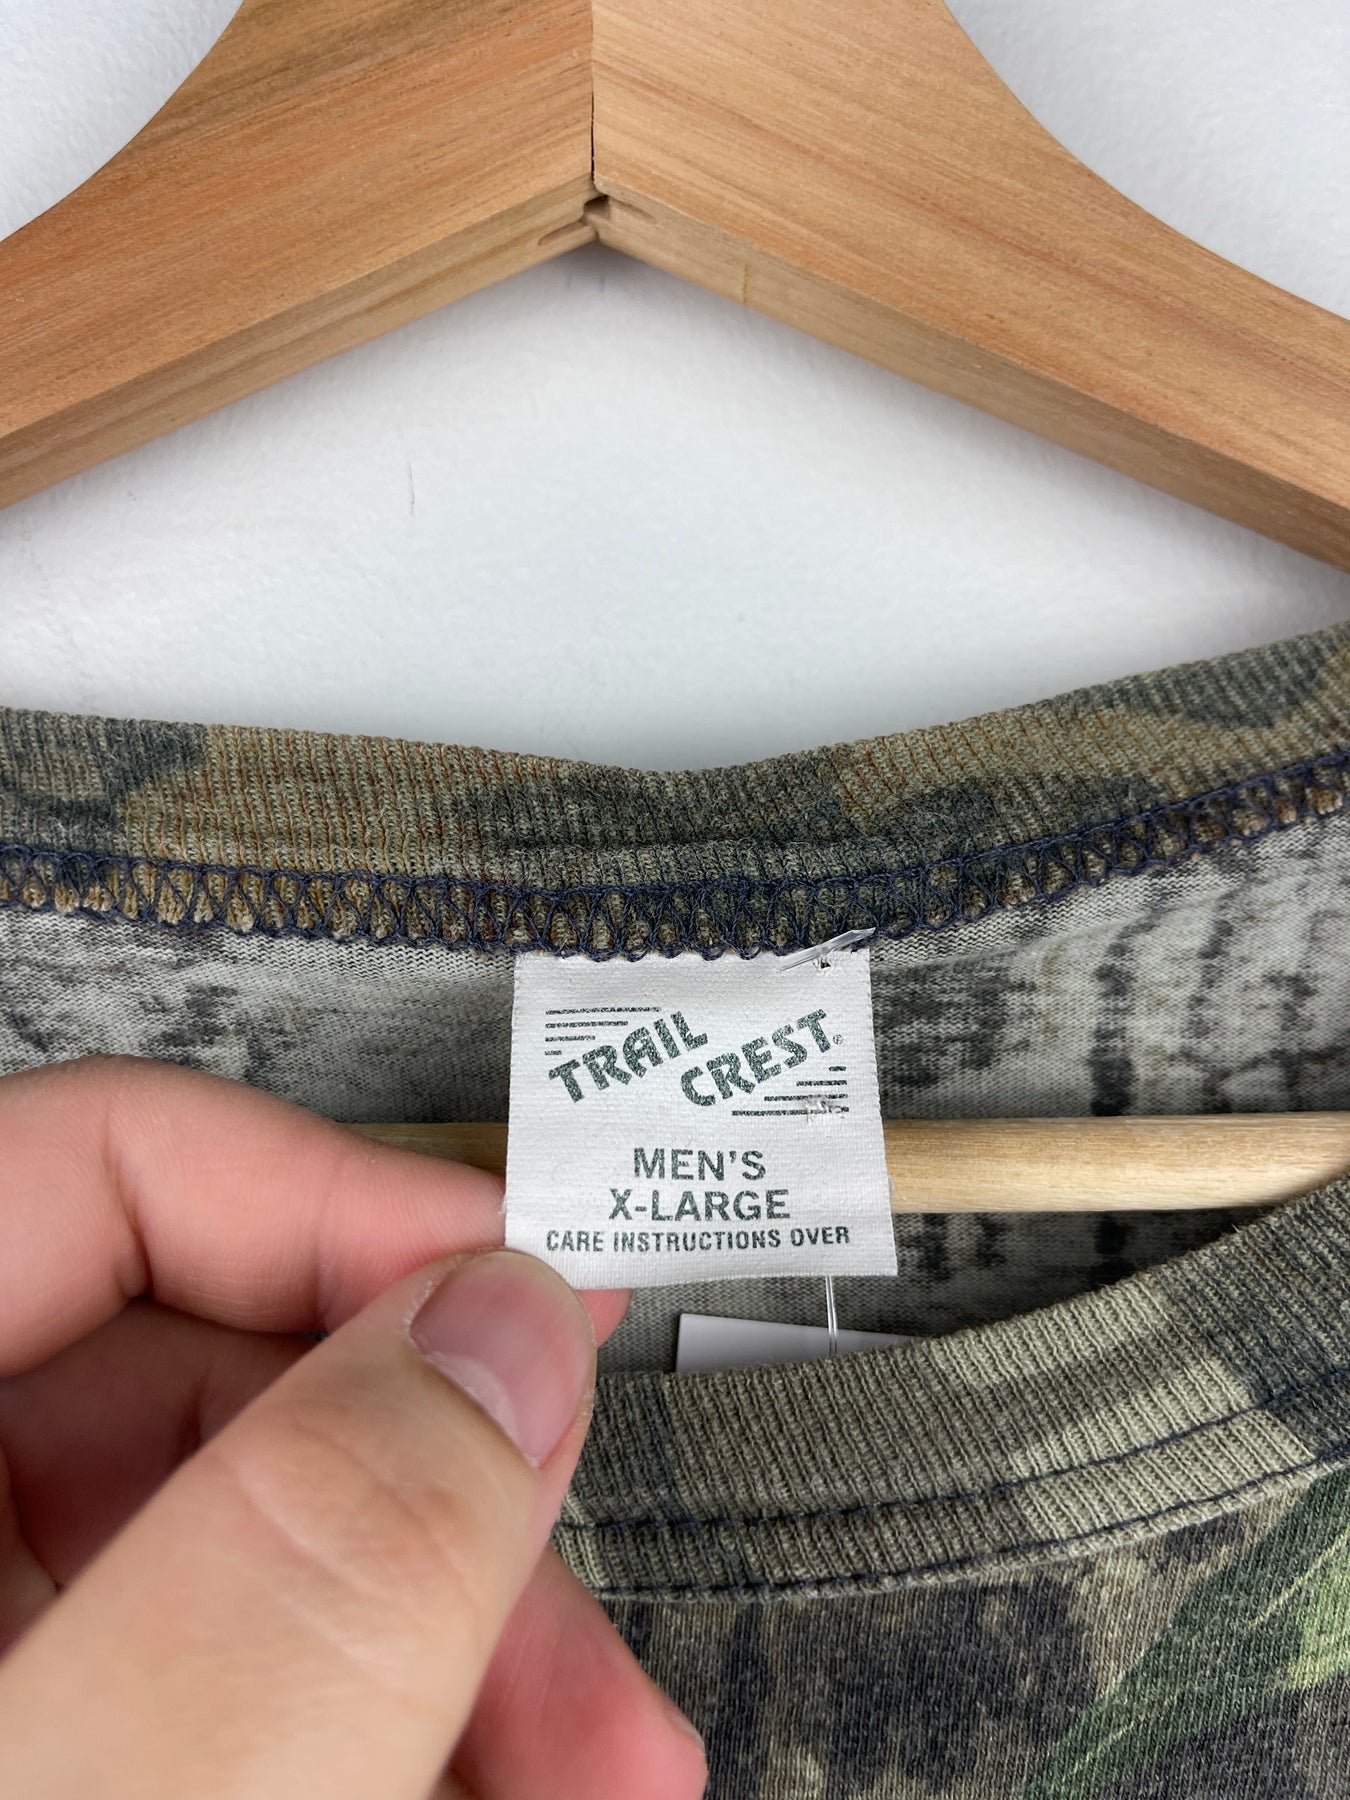 TRAIL
CREST®
MEN'S
X-LARGE
CARE INSTRUCTIONS OVER